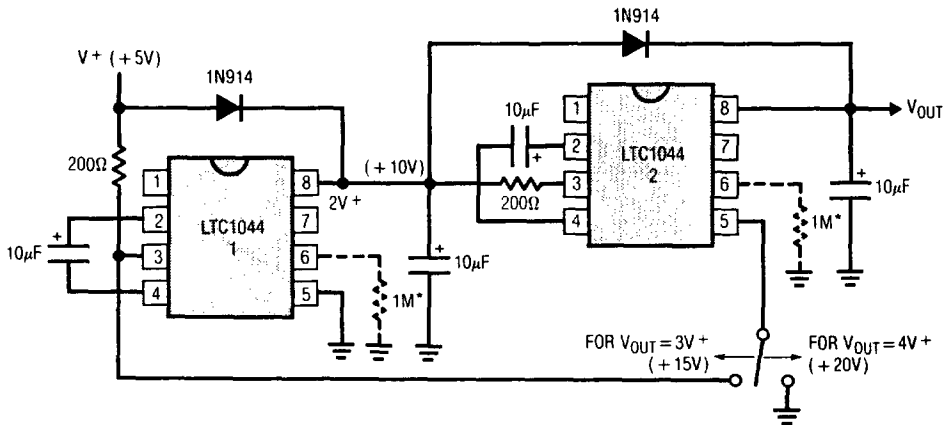 1N914
V+ (+5V)
1N914
200Ω
(+10V)
2V+
10μF
LTC1044
1
1
2
3
4
8
7
6
5
10μF
1M*
10μF
200Ω
LTC1044
2
1
2
3
4
8
7
6
5
VOUT
10μF
1M*
FOR VOUT = 3V+
(+15V)
FOR VOUT = 4V+
(+20V)
+
+
+
+